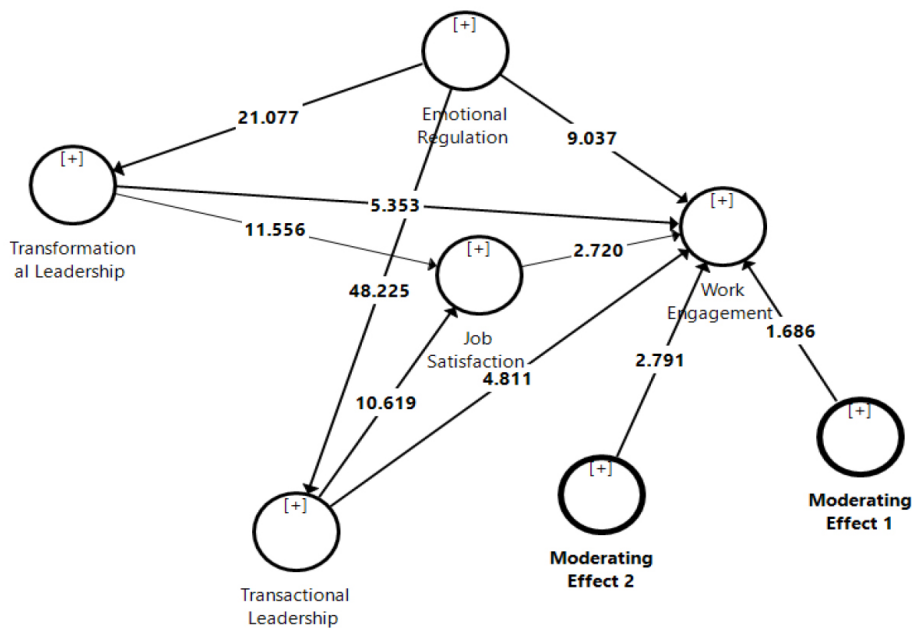 [+]
Emotional
Regulation
21.077
9.037
[+]
Transformation
al Leadership
5.353
11.556
[+]
Work
Engagement
[+]
Job
Satisfaction
2.720
48.225
10.619
4.811
2.791
1.686
[+]
Moderating
Effect 1
[+]
Moderating
Effect 2
[+]
Transactional
Leadership